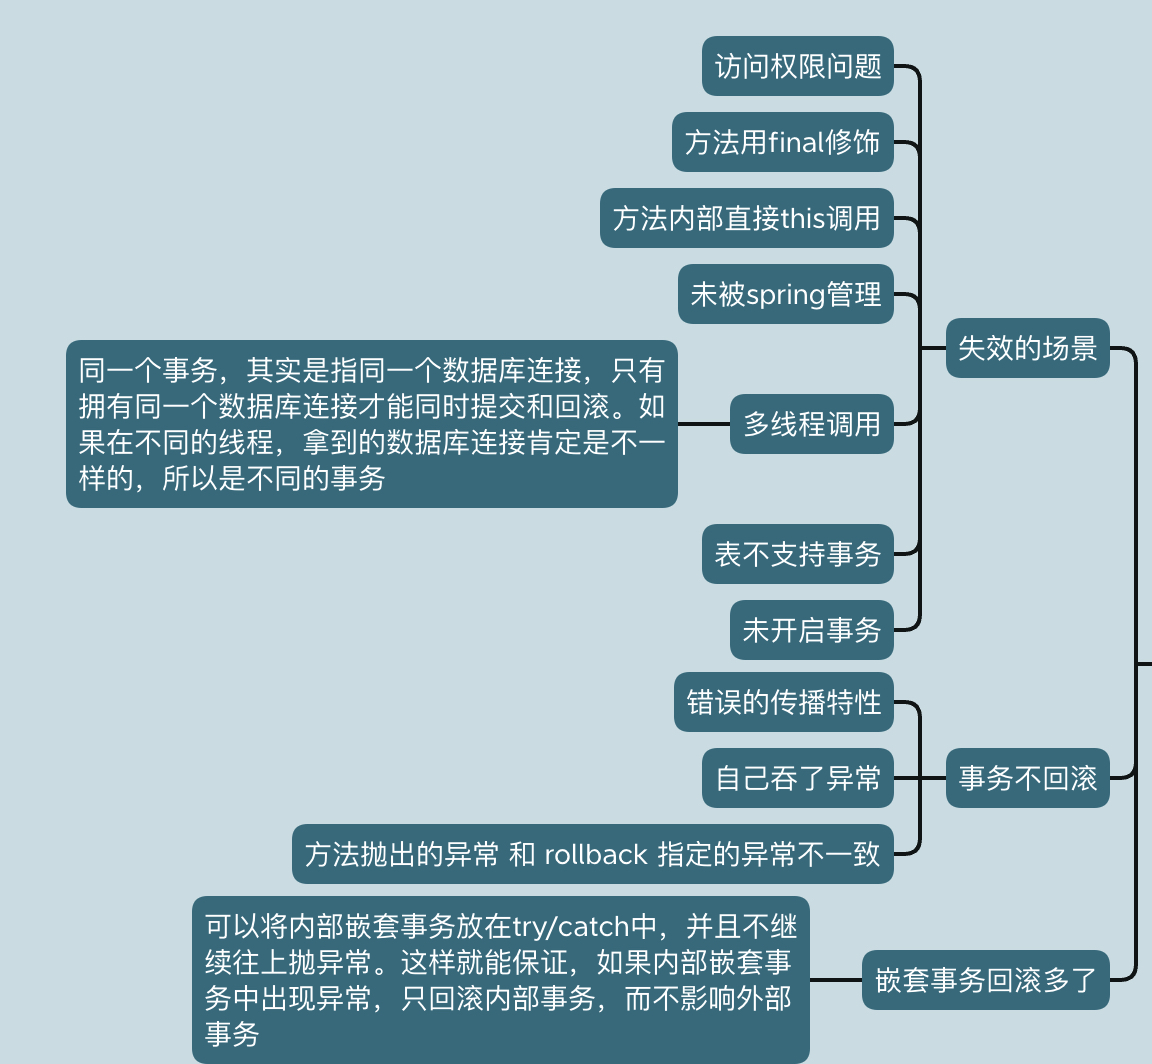 访问权限问题
方法用final修饰
方法内部直接this调用
未被spring管理
失效的场景
同一个事务，其实是指同一个数据库连接，只有
拥有同一个数据库连接才能同时提交和回滚。如
果在不同的线程，拿到的数据库连接肯定是不一
样的，所以是不同的事务
多线程调用
表不支持事务
未开启事务
错误的传播特性
自己吞了异常
事务不回滚
方法抛出的异常 和 rollback 指定的异常不一致
可以将内部嵌套事务放在try/catch中，并且不继
续往上抛异常。这样就能保证，如果内部嵌套事
务中出现异常，只回滚内部事务，而不影响外部
事务
嵌套事务回滚多了